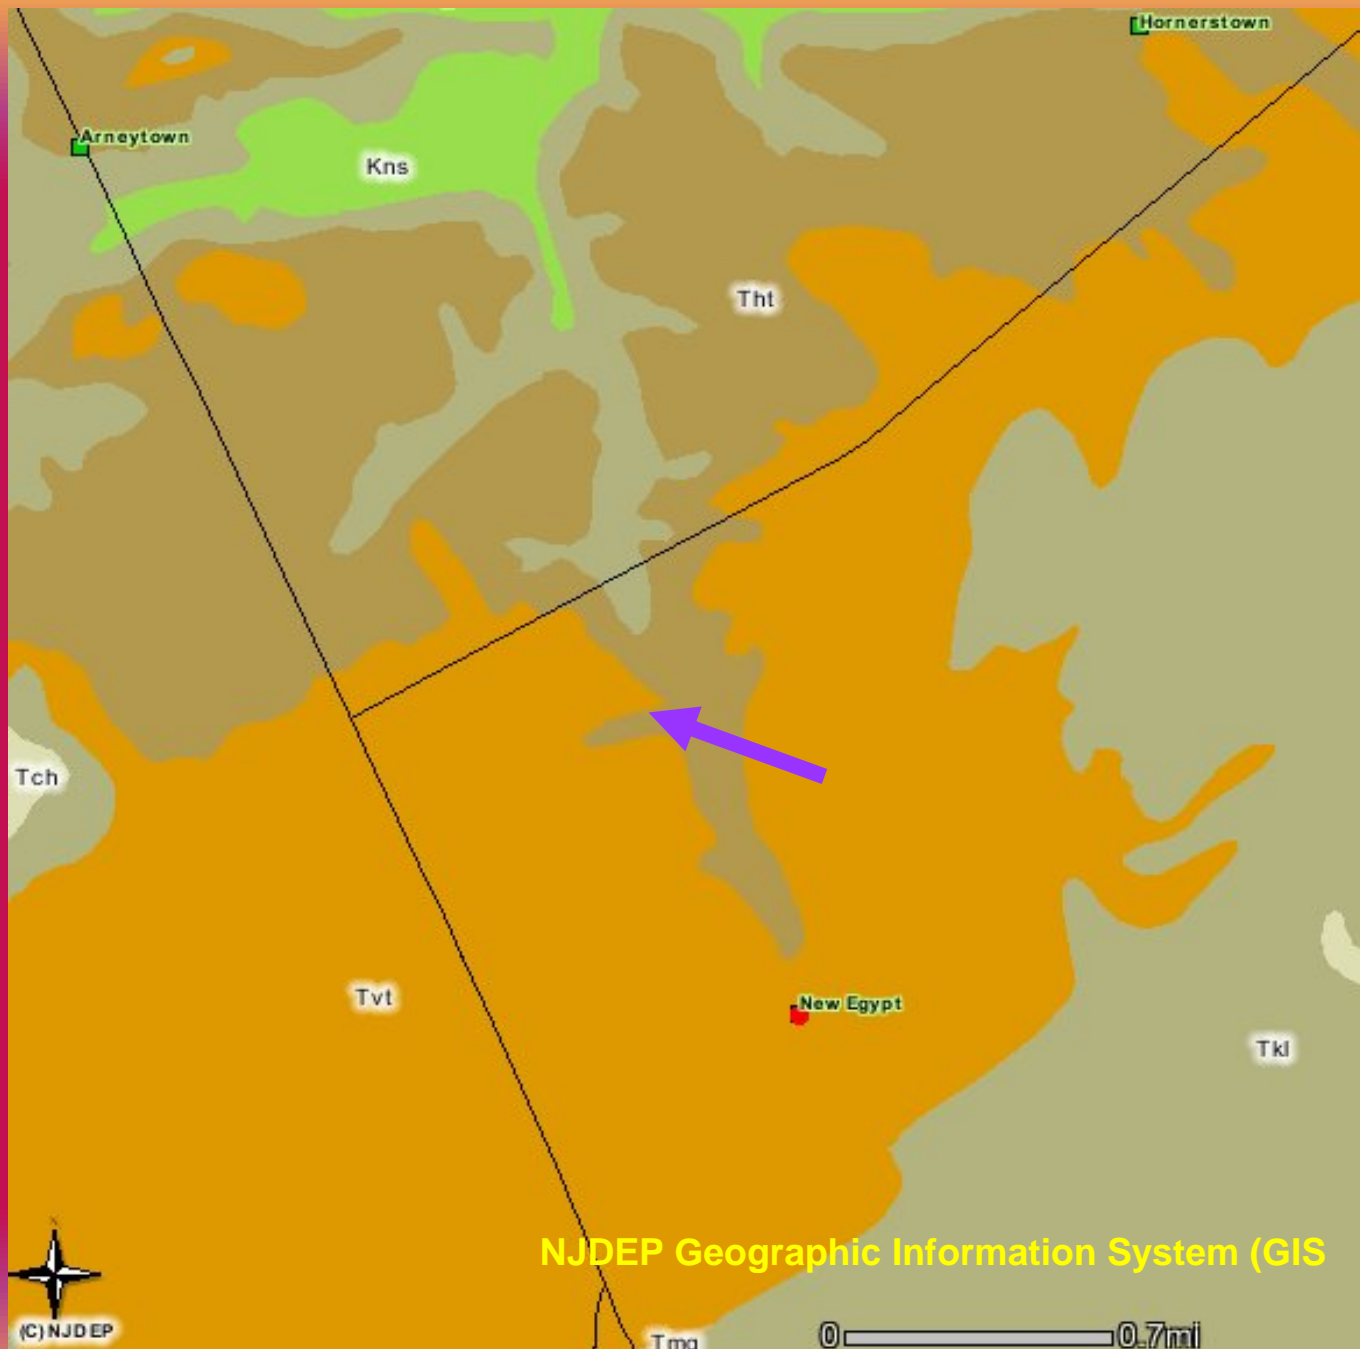 Hornerstown
Arneytown
Kns
Tht
Tch
Tvt
New Egypt
Tkl
NJDEP Geographic Information System (GIS
(C)NJDEP
0 0.7mi
Tmq